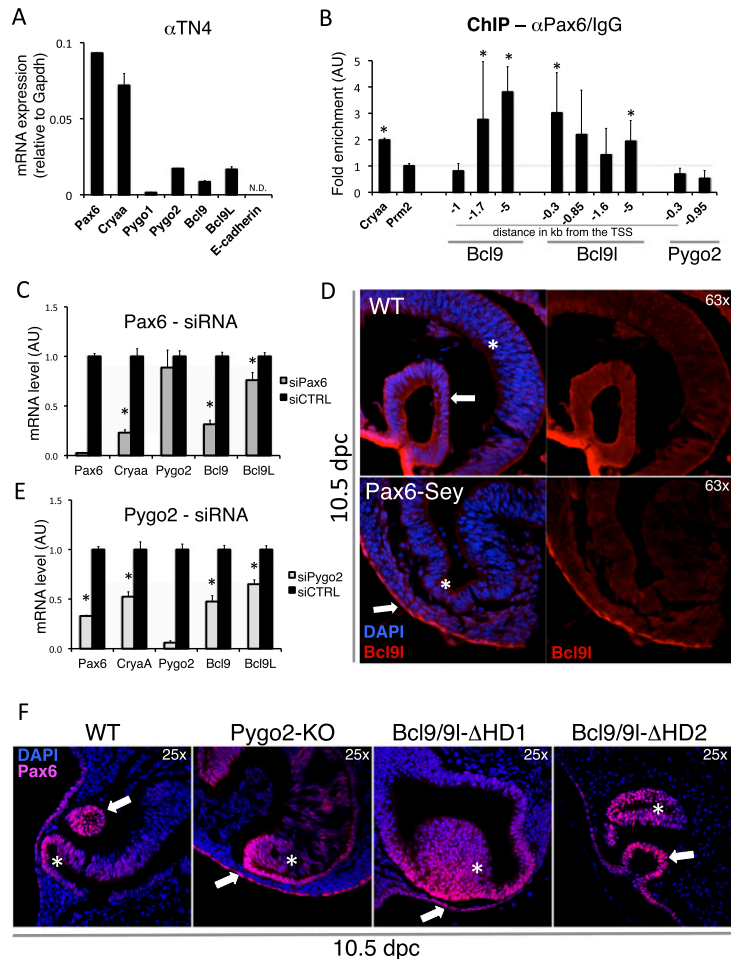 A
αTN4
mRNA expression
(relative to Gapdh)
0.1
0.05
0
N.D.
Pax6
Cryaa
Pygo1
Pygo2
Bcl9
Bcl9L
E-cadherin
B
ChIP – αPax6/IgG
Fold enrichment (AU)
5
4
3
2
1
0
* * * * *
Cryaa
Prm2
-1
-1.7
-5
-0.3
-0.85
-1.6
-5
-0.3
-0.95
distance in kb from the TSS
Bcl9
Bcl9l
Pygo2
C
Pax6 - siRNA
mRNA level (AU)
1.5
1.0
0.5
0.0
* * *
siPax6
siCTRL
Pax6 Cryaa Pygo2 Bcl9 Bcl9L
D
10.5 dpc
WT
*
63x
Pax6-Sey
*
63x
DAPI
Bcl9l
Bcl9l
E
Pygo2 - siRNA
mRNA level (AU)
1.5
1.0
0.5
0.0
* * * *
siPygo2
siCTRL
Pax6 CryaA Pygo2 Bcl9 Bcl9L
F
WT
Pygo2-KO
Bcl9/9l-ΔHD1
Bcl9/9l-ΔHD2
DAPI
Pax6
25x
25x
25x
25x
* * * *
10.5 dpc